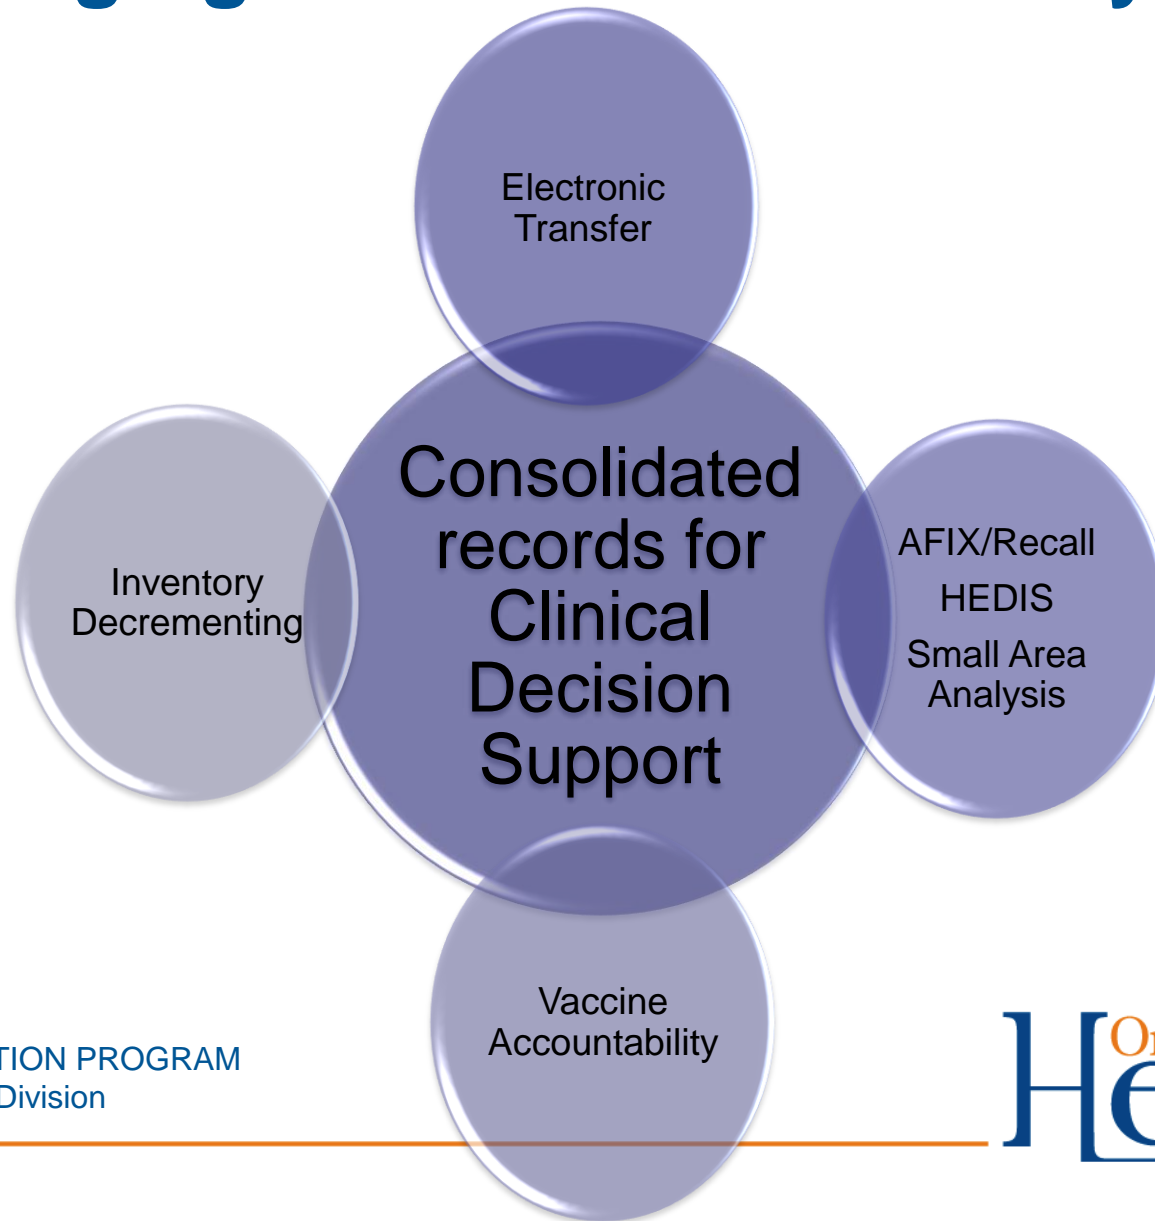 Electronic
Transfer
Consolidated
records for
Clinical
Decision
Support
Inventory
Decrementing
AFIX/Recall
HEDIS
Small Area
Analysis
Vaccine
Accountability
TION PROGRAM
Division